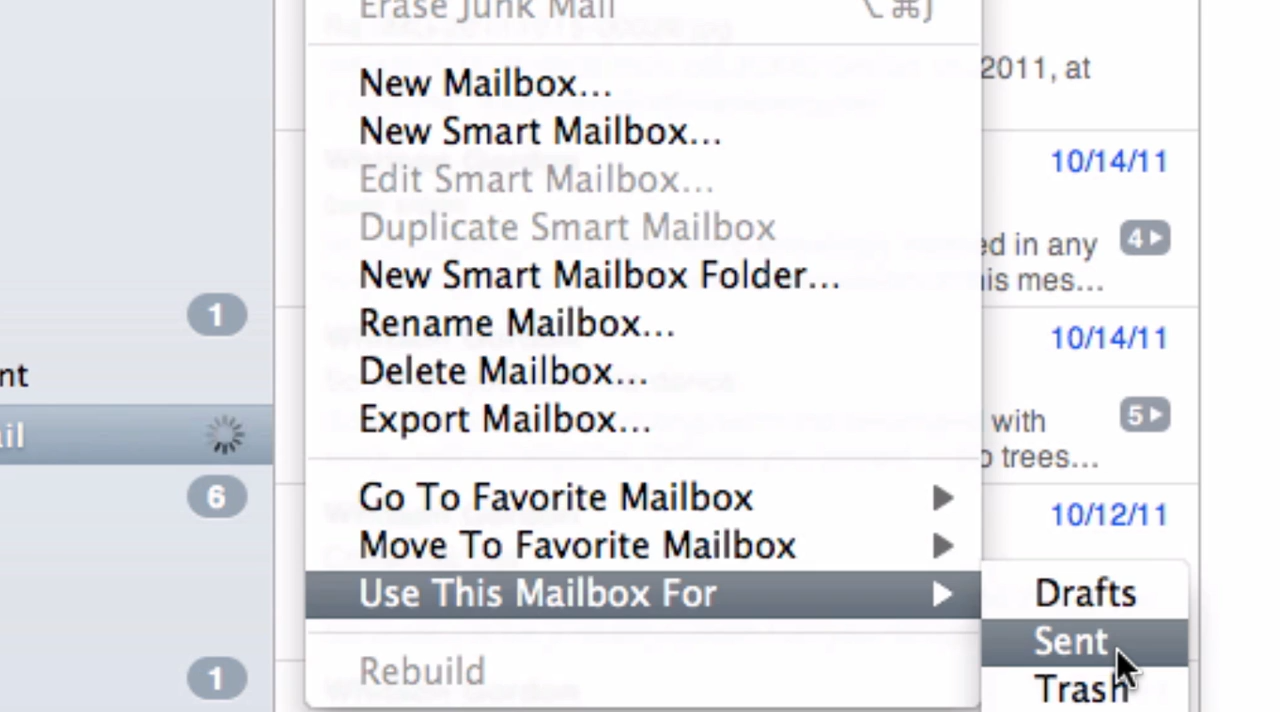 Erase Junk Mail ⌥⌘J
New Mailbox...
New Smart Mailbox...
Edit Smart Mailbox...
Duplicate Smart Mailbox
New Smart Mailbox Folder...
Rename Mailbox...
Delete Mailbox...
Export Mailbox...
Go To Favorite Mailbox
Move To Favorite Mailbox
Use This Mailbox For
Rebuild
Drafts
Sent
Trash
1
nt
ail
6
1
2011, at
10/14/11
ed in any
4
his mes...
10/14/11
with
5
o trees...
10/12/11